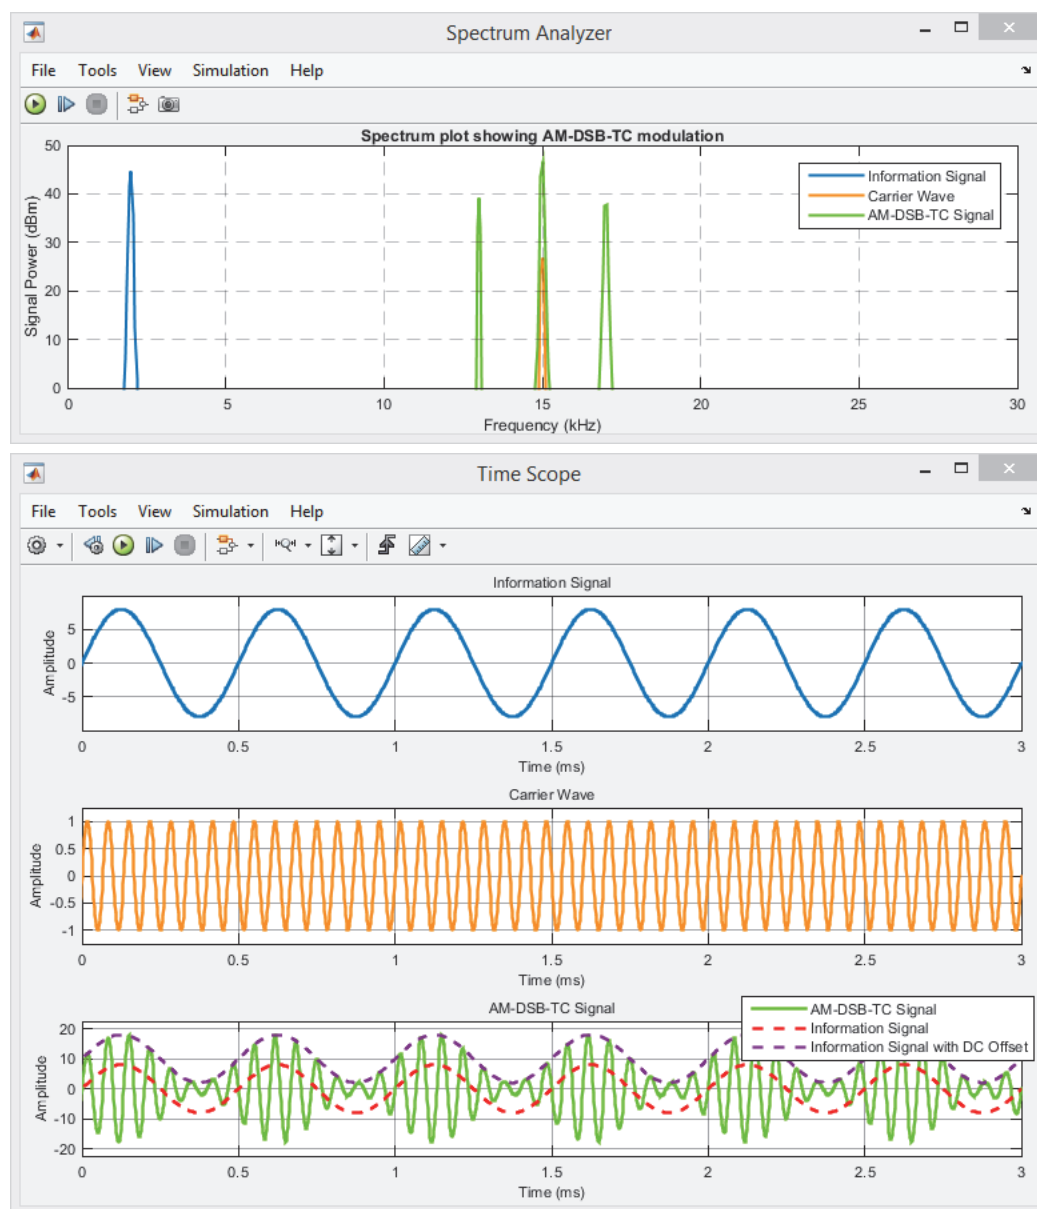 Spectrum Analyzer
File Tools View Simulation Help
Spectrum plot showing AM-DSB-TC modulation
Signal Power (dBm)
50
40
30
20
10
0
Information Signal
Carrier Wave
AM-DSB-TC Signal
0 5 10 15 20 25 30
Frequency (kHz)
Time Scope
File Tools View Simulation Help
Information Signal
Amplitude
5
0
-5
0 0.5 1 1.5 2 2.5 3
Time (ms)
Carrier Wave
Amplitude
1
0.5
0
-0.5
-1
0 0.5 1 1.5 2 2.5 3
Time (ms)
AM-DSB-TC Signal
AM-DSB-TC Signal
Information Signal
Information Signal with DC Offset
Amplitude
20
10
0
-10
-20
0 0.5 1 1.5 2 2.5 3
Time (ms)